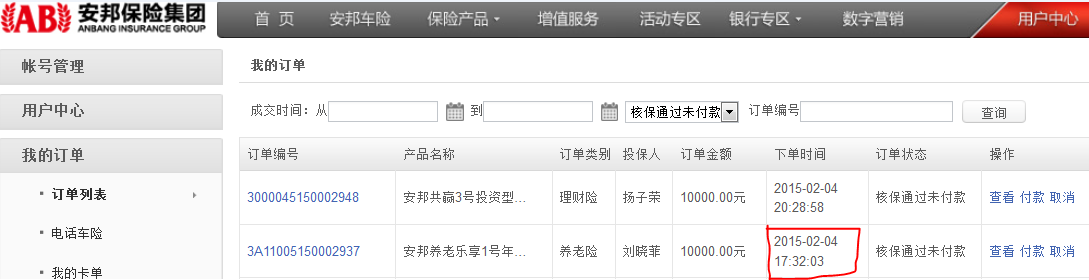 安邦保险集团
ANBANG INSURANCE GROUP
首 页 安邦车险 保险产品 增值服务 活动专区 银行专区 数字营销 用户中心
帐号管理
用户中心
我的订单
订单列表
电话车险
我的卡单
我的订单
成交时间：从 到 核保通过未付款 订单编号 查询
订单编号 产品名称 订单类别 投保人 订单金额 下单时间 订单状态 操作
3000045150002948 安邦共赢3号投资型... 理财险 扬子荣 10000.00元 2015-02-04 核保通过未付款 查看 付款 取消
20:28:58
3A11005150002937 安邦养老乐享1号年... 养老险 刘晓菲 10000.00元 2015-02-04 核保通过未付款 查看 付款 取消
17:32:03